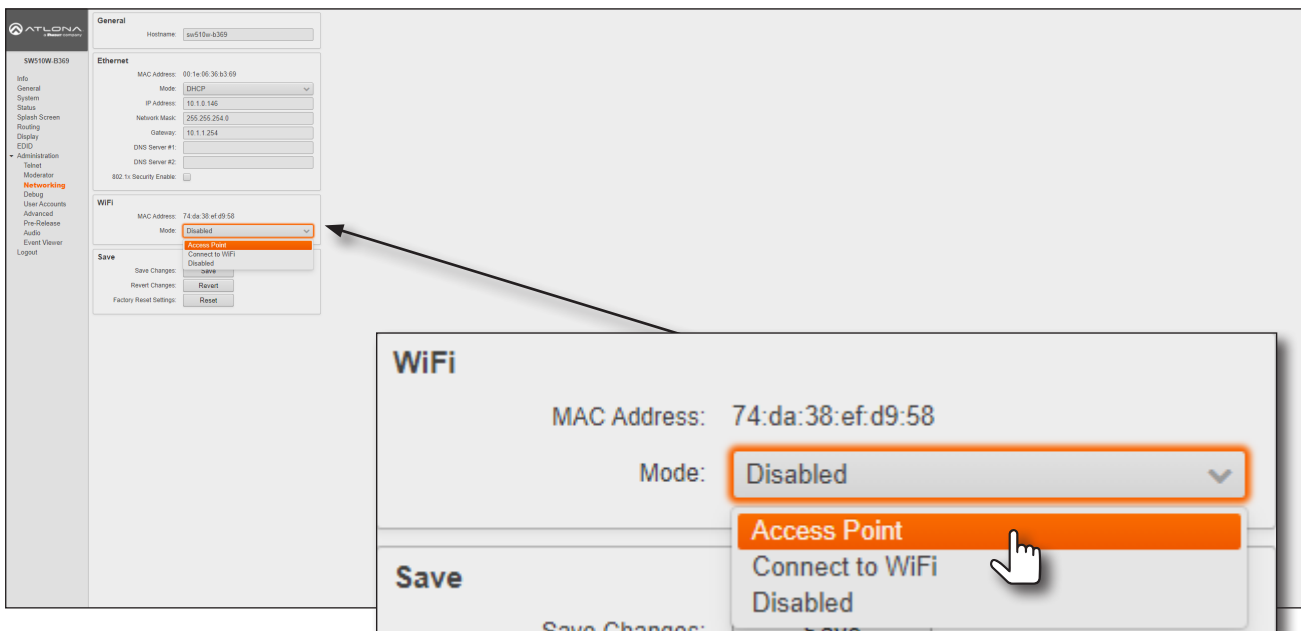 ATLONA
a Panduit company
SW510W-B369
Info
General
System
Status
Splash Screen
Routing
Display
EDID
Administration
Telnet
Moderator
Networking
Debug
User Accounts
Advanced
Pre-Release
Audio
Event Viewer
Logout
General
Hostname: sw510w-b369
Ethernet
MAC Address: 00:1e:06:36:b3:69
Mode: DHCP
IP Address: 10.1.0.146
Network Mask: 255.255.254.0
Gateway: 10.1.1.254
DNS Server #1:
DNS Server #2:
802.1x Security Enable:
WiFi
MAC Address: 74:da:38:ef:d9:58
Mode: Disabled
Access Point
Connect to WiFi
Disabled
Save
Save Changes: Save
Revert Changes: Revert
Factory Reset Settings: Reset
WiFi
MAC Address: 74:da:38:ef:d9:58
Mode: Disabled
Access Point
Connect to WiFi
Disabled
Save
Save Changes: Save